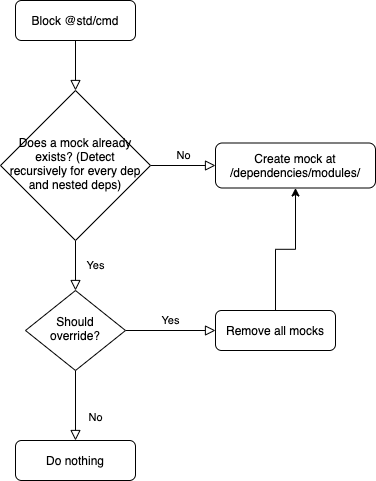 Block @std/cmd
Does a mock already
exists? (Detect
recursively for every dep
and nested deps)
No
Create mock at
/dependencies/modules/
Yes
Should
override?
Yes
Remove all mocks
No
Do nothing